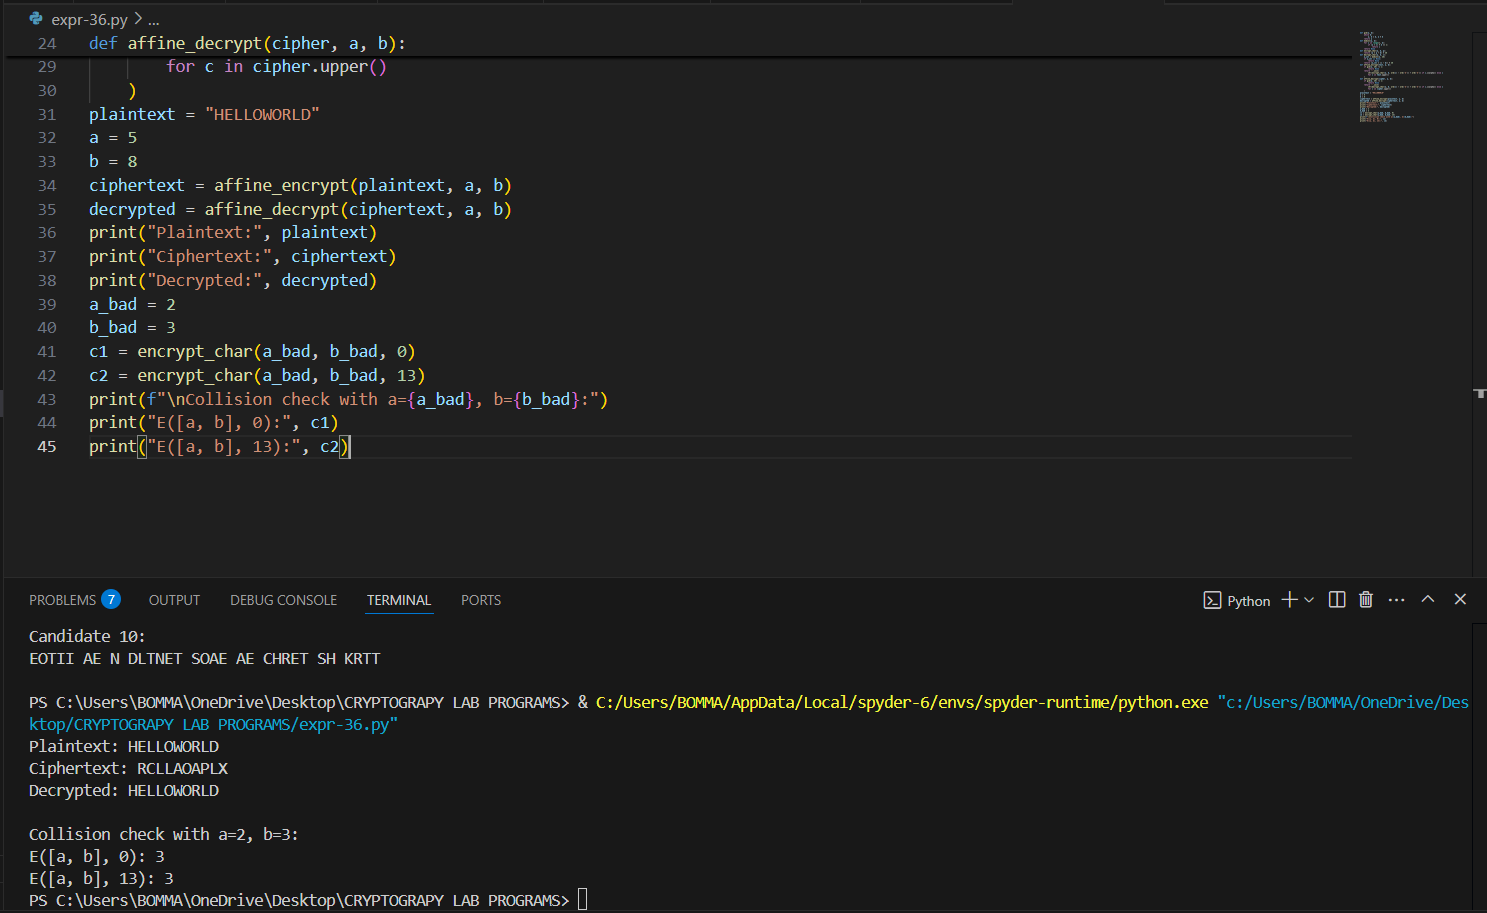 expr-36.py > ...
24 def affine_decrypt(cipher, a, b):
29 for c in cipher.upper()
30 )
31 plaintext = "HELLOWORLD"
32 a = 5
33 b = 8
34 ciphertext = affine_encrypt(plaintext, a, b)
35 decrypted = affine_decrypt(ciphertext, a, b)
36 print("Plaintext:", plaintext)
37 print("Ciphertext:", ciphertext)
38 print("Decrypted:", decrypted)
39 a_bad = 2
40 b_bad = 3
41 c1 = encrypt_char(a_bad, b_bad, 0)
42 c2 = encrypt_char(a_bad, b_bad, 13)
43 print(f"\nCollision check with a={a_bad}, b={b_bad}:")
44 print("E([a, b], 0):", c1)
45 print("E([a, b], 13):", c2)
PROBLEMS 7 OUTPUT DEBUG CONSOLE TERMINAL PORTS Python
Candidate 10:
EOTII AE N DLTNET SOAE AE CHRET SH KRTT
PS C:\Users\BOMMA\OneDrive\Desktop\CRYPTOGRAPY LAB PROGRAMS> & C:/Users/BOMMA/AppData/Local/spyder-6/envs/spyder-runtime/python.exe "c:/Users/BOMMA/OneDrive/Des
ktop/CRYPTOGRAPY LAB PROGRAMS/expr-36.py"
Plaintext: HELLOWORLD
Ciphertext: RCLLAOAPLX
Decrypted: HELLOWORLD
Collision check with a=2, b=3:
E([a, b], 0): 3
E([a, b], 13): 3
PS C:\Users\BOMMA\OneDrive\Desktop\CRYPTOGRAPY LAB PROGRAMS>